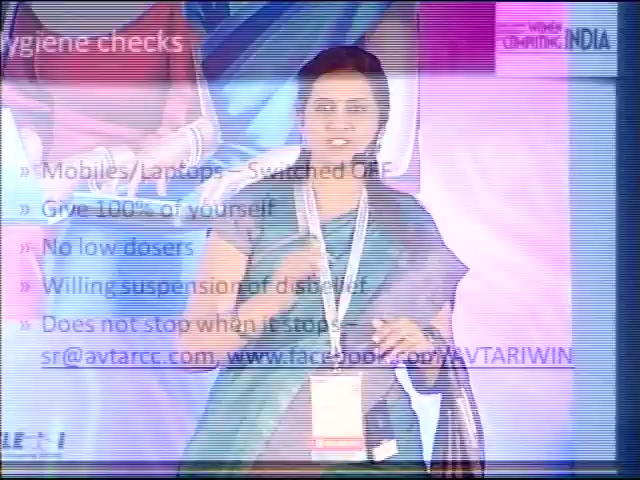 ygiene checks
WOMEN
COMPUTING INDIA
» Mobiles/Laptops – Switched OFF
» Give 100% of yourself
» No low dosers
» Willing suspension of disbelief
» Does not stop when it stops –
sr@avtarcc.com, www.facebook.com/AVTARIWIN